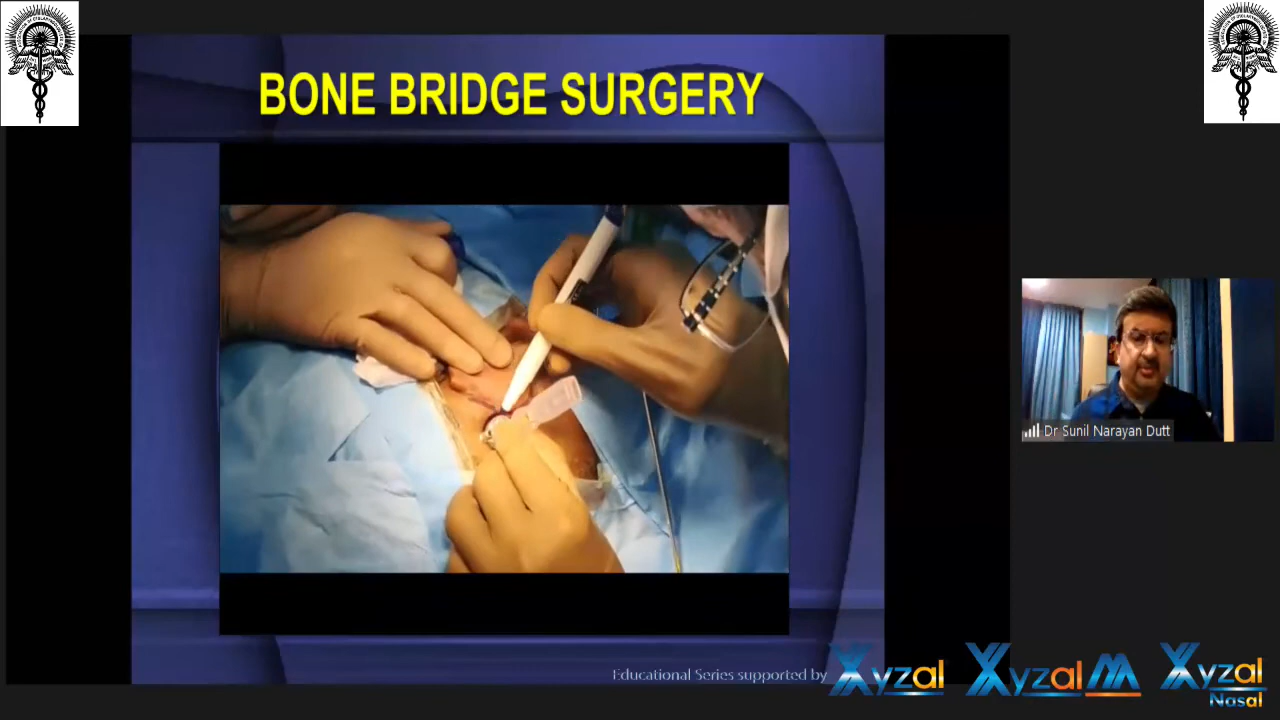 BONE BRIDGE SURGERY
Dr Sunil Narayan Dutt
Educational Series supported by
Xyzal
Xyzal M
Xyzal
Nasal